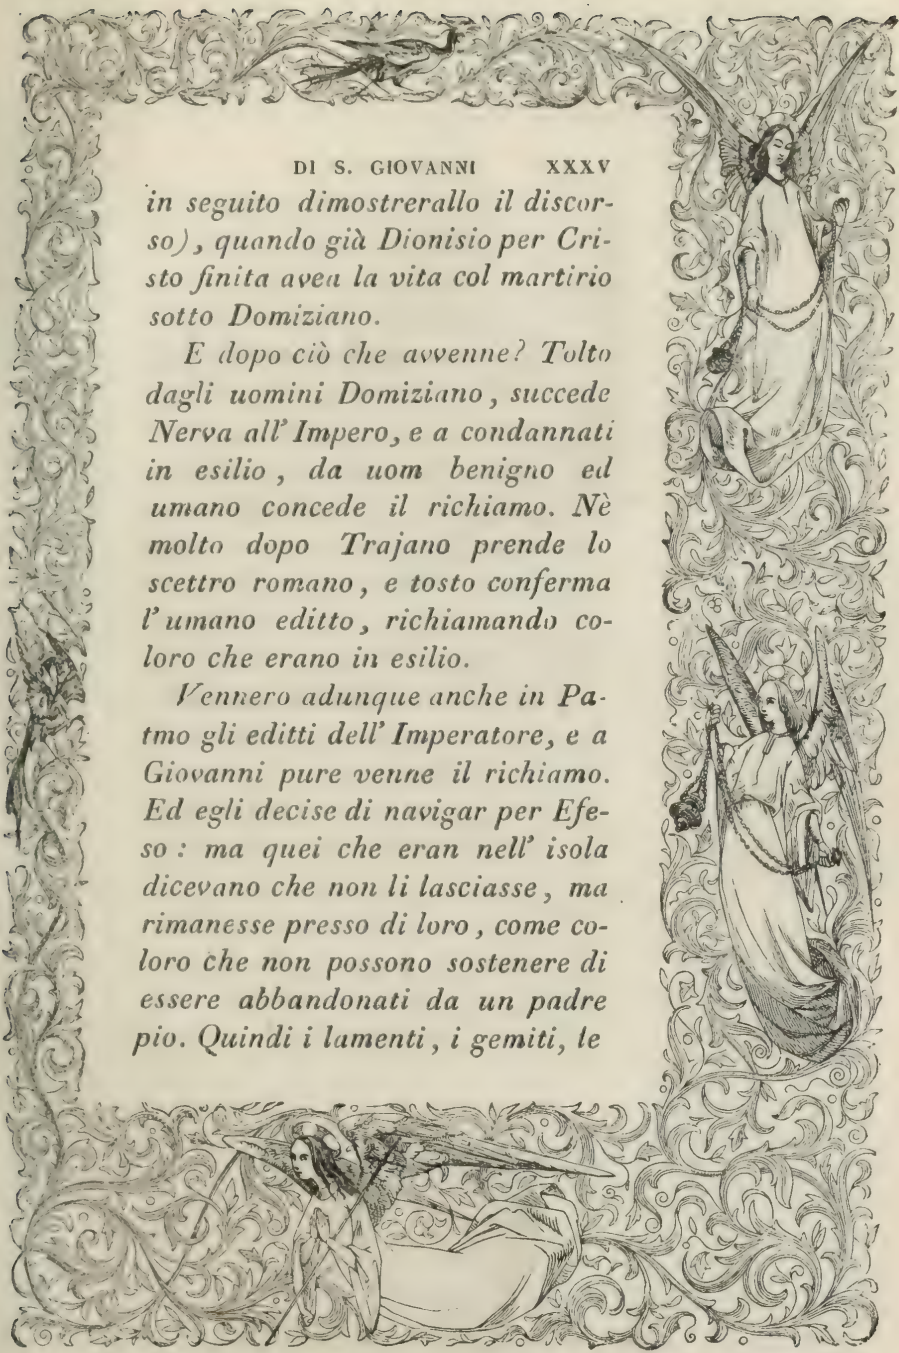 DI S. GIOVANNI XXXV
in seguito dimostrerallo il discor-
so), quando già Dionisio per Cri-
sto finita avea la vita col martirio
sotto Domiziano.
E dopo ciò che avvenne? Tolto
dagli uomini Domiziano, succede
Nerva all' Impero, e a condannati
in esilio, da uom benigno ed
umano concede il richiamo. Nè
molto dopo Trajano prende lo
scettro romano, e tosto conferma
l' umano editto, richiamando co-
loro che erano in esilio.
Vennero adunque anche in Pa-
tmo gli editti dell' Imperatore, e a
Giovanni pure venne il richiamo.
Ed egli decise di navigar per Efe-
so: ma quei che eran nell' isola
dicevano che non li lasciasse, ma
rimanesse presso di loro, come co-
loro che non possono sostenere di
essere abbandonati da un padre
pio. Quindi i lamenti, i gemiti, le